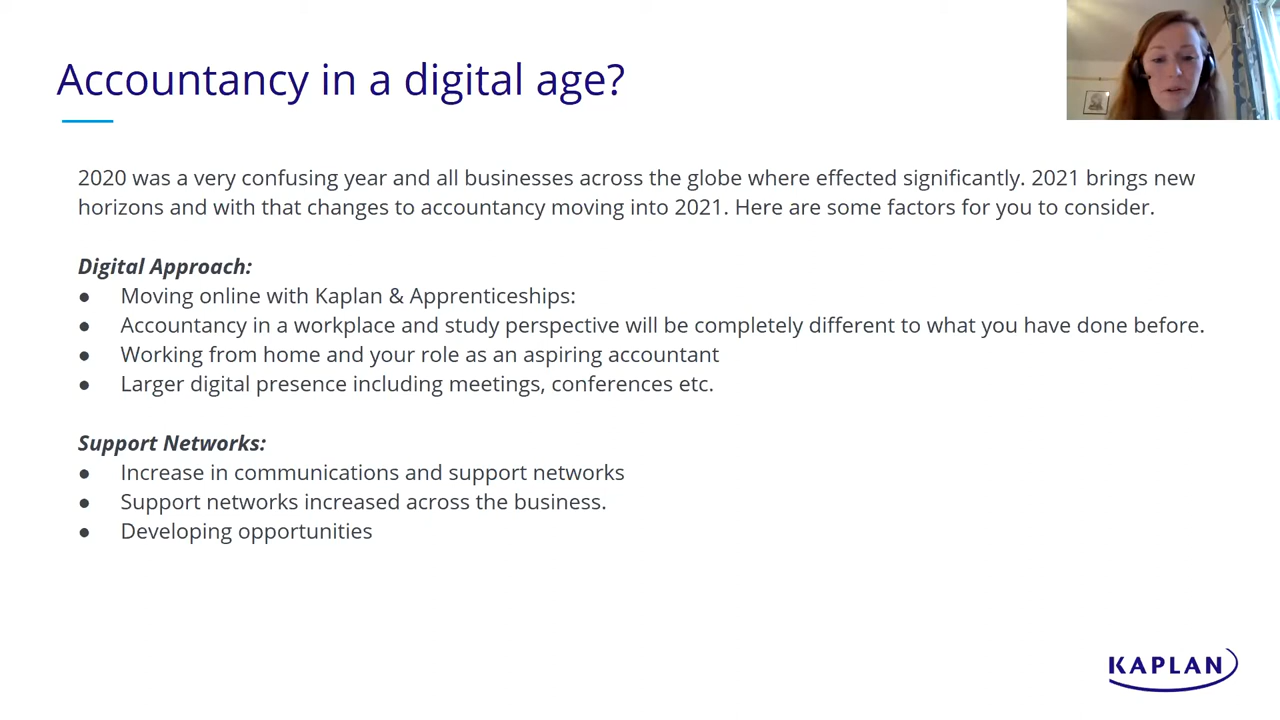 Accountancy in a digital age?
2020 was a very confusing year and all businesses across the globe where effected significantly. 2021 brings new
horizons and with that changes to accountancy moving into 2021. Here are some factors for you to consider.
Digital Approach:
● Moving online with Kaplan & Apprenticeships:
● Accountancy in a workplace and study perspective will be completely different to what you have done before.
● Working from home and your role as an aspiring accountant
● Larger digital presence including meetings, conferences etc.
Support Networks:
● Increase in communications and support networks
● Support networks increased across the business.
● Developing opportunities
KAPLAN